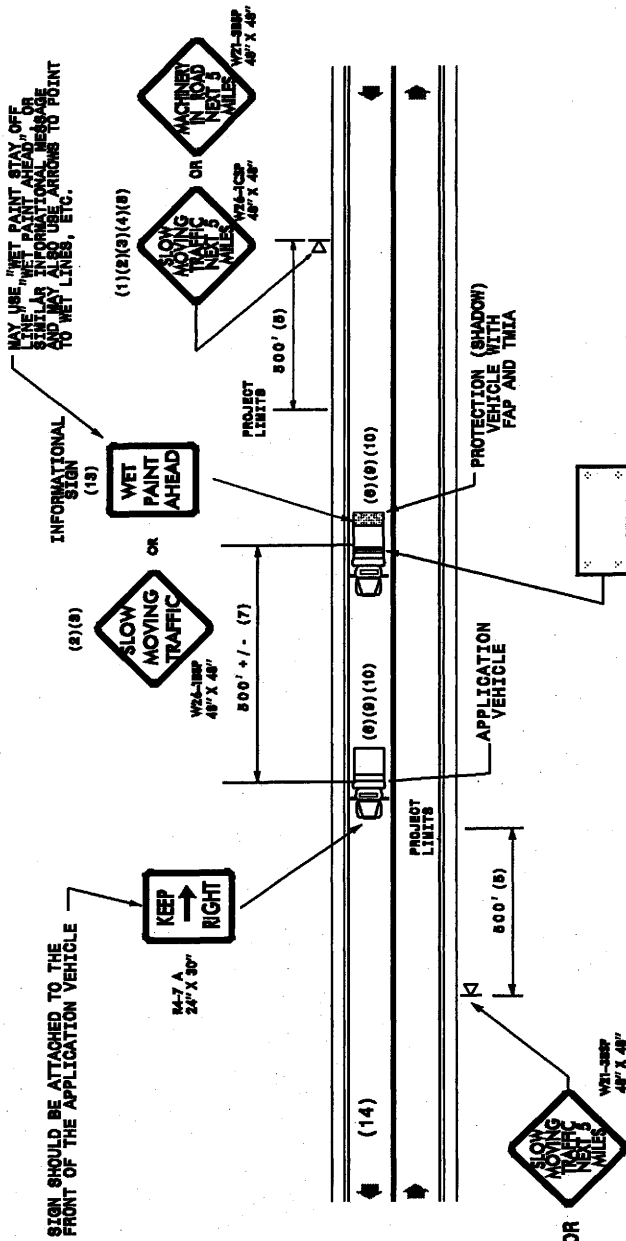 MAY USE "WET PAINT STAY OFF
LINE", "WET PAINT AHEAD", OR
SIMILAR INFORMATIONAL MESSAGE
AND MAY ALSO USE ARROWS TO POINT
TO WET LINES, ETC.
INFORMATIONAL
SIGN
(13)
WET
PAINT
AHEAD
OR
(2)(3)
SLOW
MOVING
TRAFFIC
W26-1BSP
48" X 48"
500' +/- (7)
(1)(2)(3)(4)(5)
SLOW
MOVING
TRAFFIC
NEXT 5
MILES
W26-1CSP
48" X 48"
OR
MACHINERY
IN ROAD
NEXT 5
MILES
W21-3BSP
48" X 48"
500' (5)
PROJECT
LIMITS
SIGN SHOULD BE ATTACHED TO THE
FRONT OF THE APPLICATION VEHICLE
KEEP
RIGHT
R4-7 A
24" X 30"
(6)(9)(10)
(6)(9)(10)
PROTECTION (SHADOW)
VEHICLE WITH
FAP AND TMIA
APPLICATION
VEHICLE
PROJECT
LIMITS
500' (5)
(14)
SLOW
MOVING
TRAFFIC
NEXT 5
MILES
W21-3BSP
48" X 48"
OR